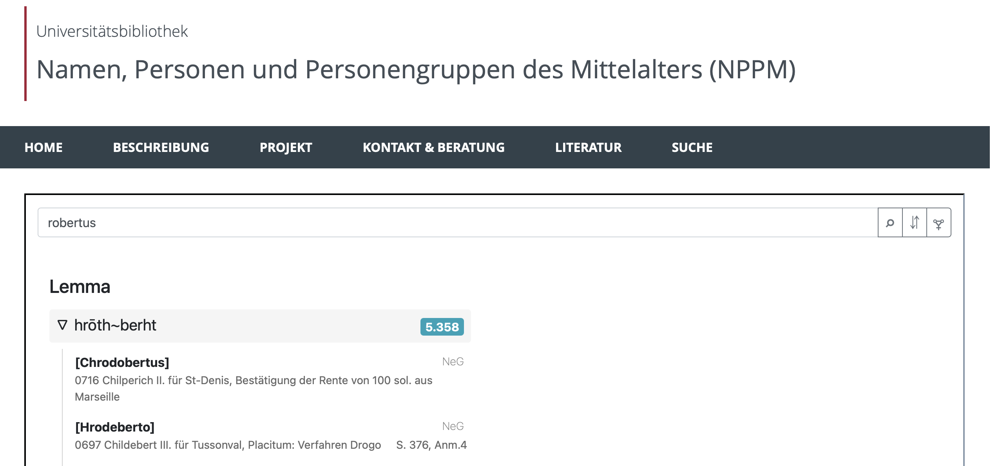 Universitätsbibliothek
Namen, Personen und Personengruppen des Mittelalters (NPPM)
HOME BESCHREIBUNG PROJEKT KONTAKT & BERATUNG LITERATUR SUCHE
robertus
Lemma
hrōth~berht 5.358
[Chrodobertus] NeG
0716 Chilperich II. für St-Denis, Bestätigung der Rente von 100 sol. aus
Marseille
[Hrodeberto] NeG
0697 Childebert III. für Tussonval, Placitum: Verfahren Drogo S. 376, Anm.4